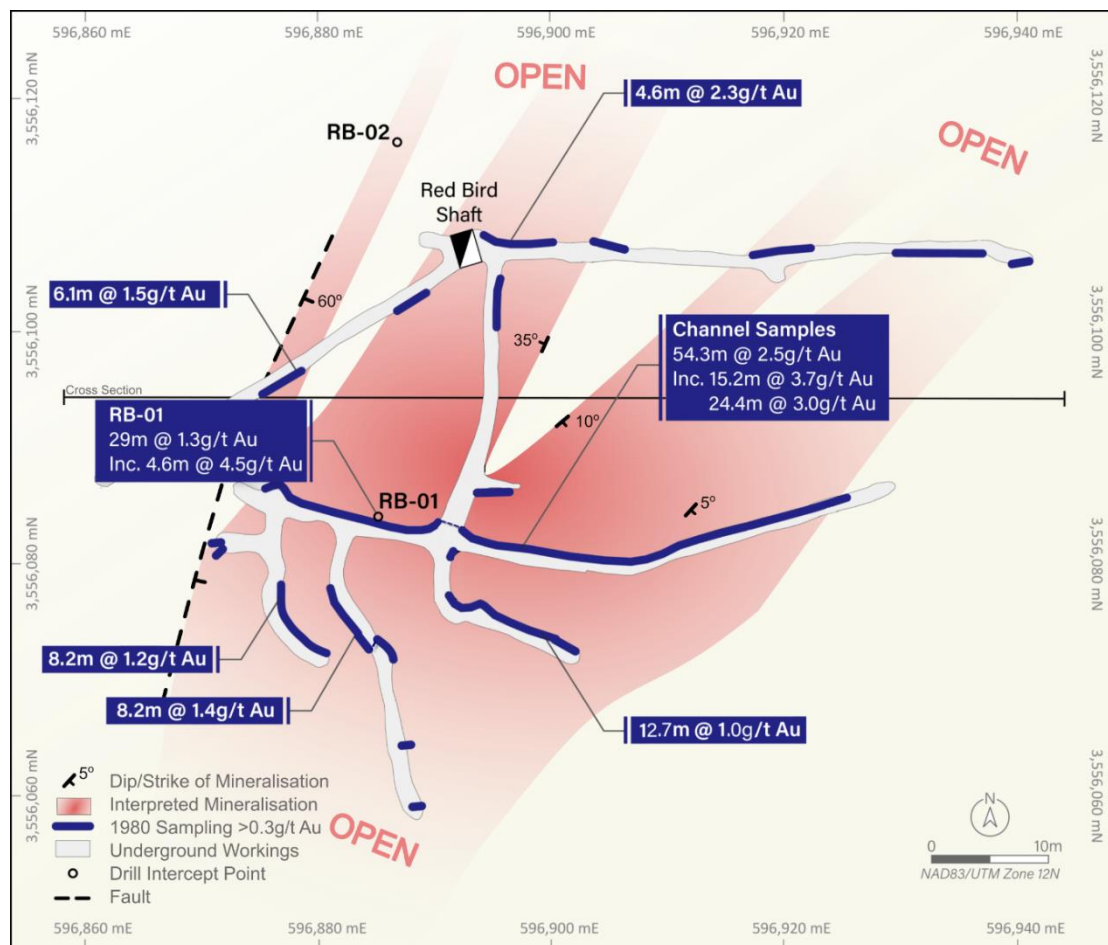 596,860 mE
596,880 mE
596,900 mE
596,920 mE
596,940 mE
3,556,120 mN
3,556,120 mN
OPEN
4.6m @ 2.3g/t Au
RB-02
OPEN
Red Bird
Shaft
6.1m @ 1.5g/t Au
60º
3,556,100 mN
35º
Channel Samples
54.3m @ 2.5g/t Au
Inc. 15.2m @ 3.7g/t Au
24.4m @ 3.0g/t Au
3,556,100 mN
Cross Section
RB-01
29m @ 1.3g/t Au
Inc. 4.6m @ 4.5g/t Au
10º
RB-01
5º
3,556,080 mN
3,556,080 mN
8.2m @ 1.2g/t Au
8.2m @ 1.4g/t Au
12.7m @ 1.0g/t Au
3,556,060 mN
3,556,060 mN
5º Dip/Strike of Mineralisation
Interpreted Mineralisation
1980 Sampling >0.3g/t Au
Underground Workings
Drill Intercept Point
Fault
OPEN
N
0 10m
NAD83/UTM Zone 12N
596,860 mE
596,880 mE
596,900 mE
596,920 mE
596,940 mE